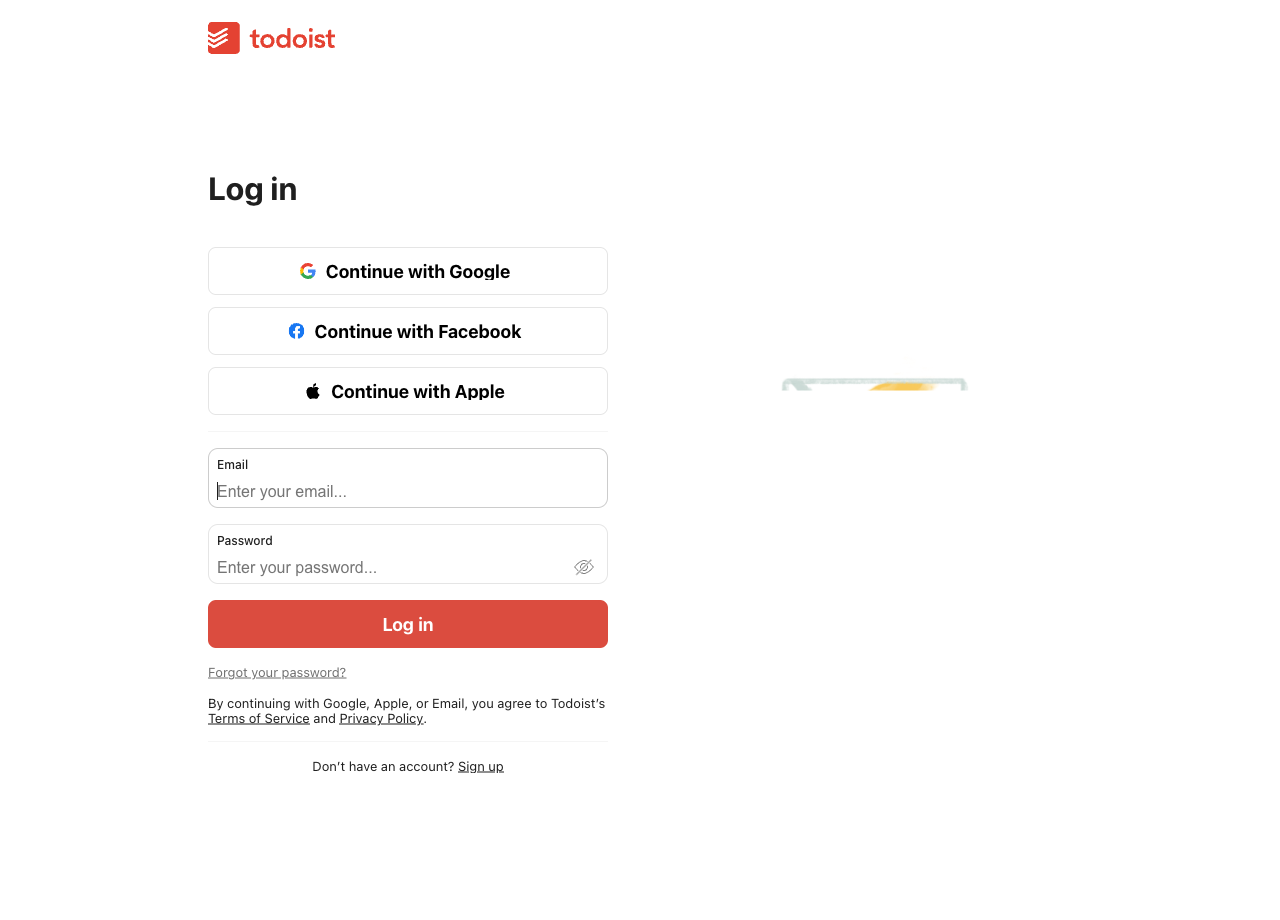 todoist
Log in
Continue with Google
Continue with Facebook
Continue with Apple
Email
Enter your email...
Password
Enter your password...
Log in
Forgot your password?
By continuing with Google, Apple, or Email, you agree to Todoist’s
Terms of Service and Privacy Policy.
Don’t have an account? Sign up